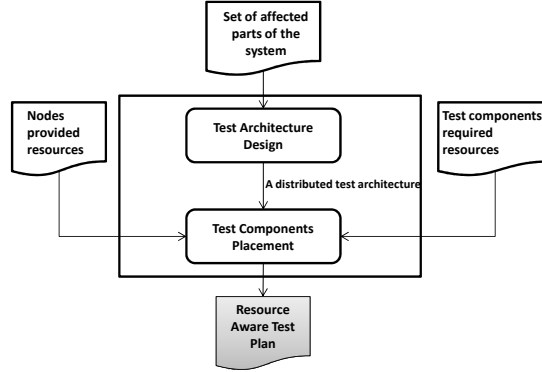 Set of affected
parts of the
system
Nodes
provided
resources
Test Architecture
Design
Test components
required
resources
A distributed test architecture
Test Components
Placement
Resource
Aware Test
Plan